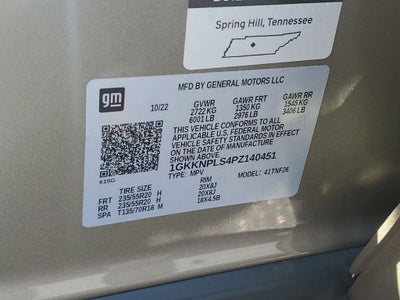 Spring Hill, Tennessee
gm
MFD BY GENERAL MOTORS LLC
10/22 GVWR GAWR FRT GAWR RR
2722 KG 1350 KG 1545 KG
6001 LB 2976 LB 3406 LB
THIS VEHICLE CONFORMS TO ALL
APPLICABLE U.S. FEDERAL MOTOR
VEHICLE SAFETY STANDARDS IN EFFECT ON THE
DATE OF MANUFACTURE SHOWN ABOVE.
1GKKNPLS4PZ140451
TYPE: MPV MODEL: 41TNF26
615G
TIRE SIZE RIM
FRT 235/55R20 H 20X8J
RR 235/55R20 H 20X8J
SPA T135/70R18 M 18X4.5B